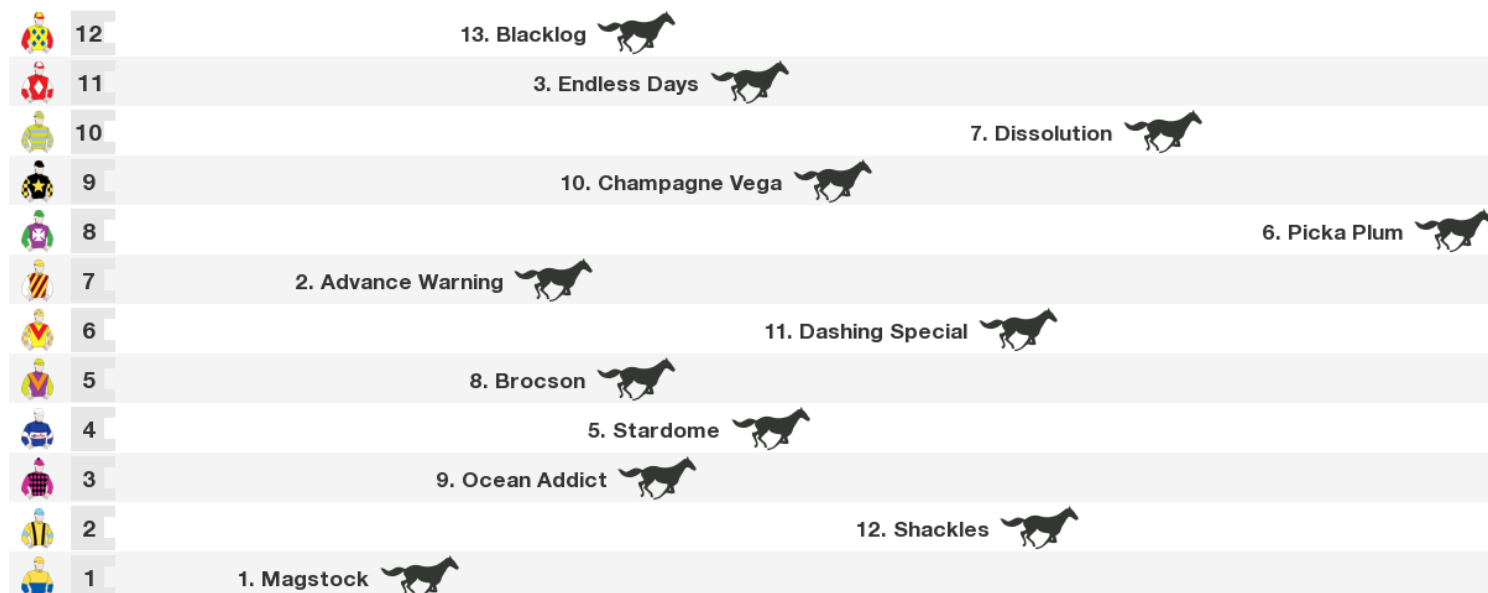 12 13. Blacklog
11 3. Endless Days
10 7. Dissolution
9 10. Champagne Vega
8 6. Picka Plum
7 2. Advance Warning
6 11. Dashing Special
5 8. Brocson
4 5. Stardome
3 9. Ocean Addict
2 12. Shackles
1 1. Magstock